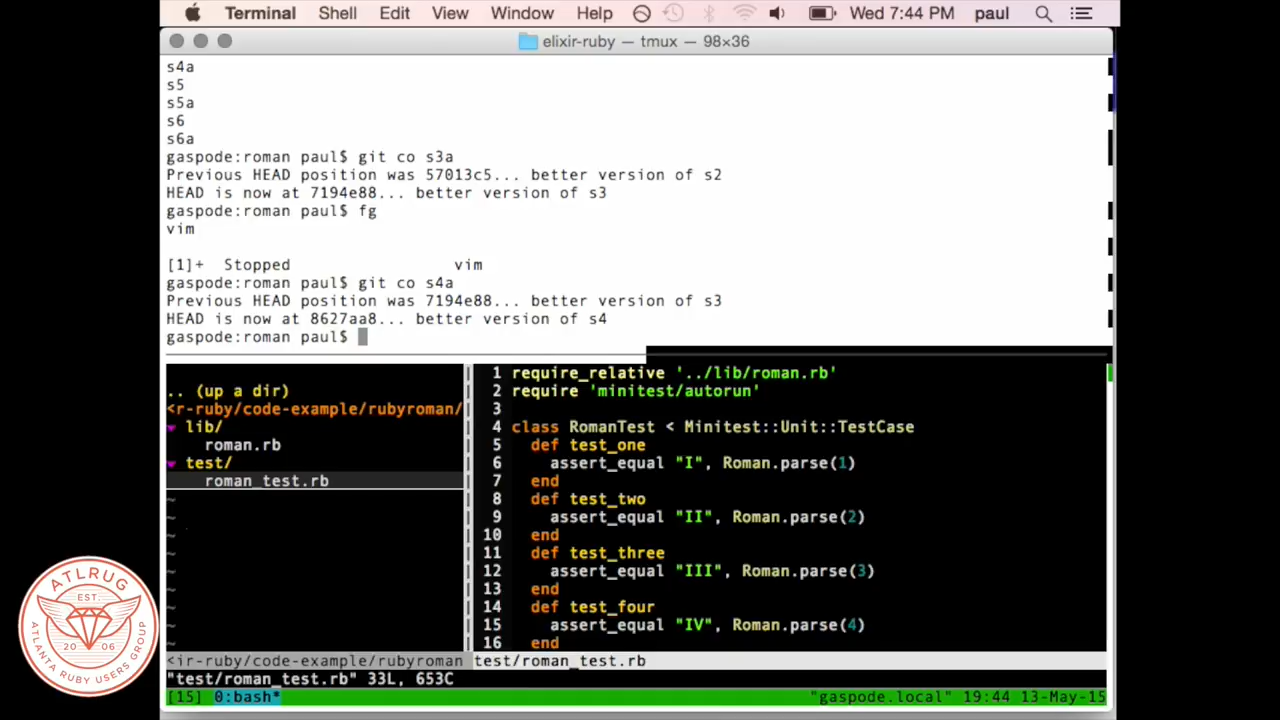 Terminal Shell Edit View Window Help Wed 7:44 PM paul
elixir-ruby — tmux — 98×36
s4a
s5
s5a
s6
s6a
gaspode:roman paul$ git co s3a
Previous HEAD position was 57013c5... better version of s2
HEAD is now at 7194e88... better version of s3
gaspode:roman paul$ fg
vim
[1]+ Stopped vim
gaspode:roman paul$ git co s4a
Previous HEAD position was 7194e88... better version of s3
HEAD is now at 8627aa8... better version of s4
gaspode:roman paul$
.. (up a dir)
<r-ruby/code-example/rubyroman/
lib/
roman.rb
test/
roman_test.rb
~
~
~
~
~
~
~
~
~
1 require_relative '../lib/roman.rb'
2 require 'minitest/autorun'
3
4 class RomanTest < Minitest::Unit::TestCase
5 def test_one
6 assert_equal "I", Roman.parse(1)
7 end
8 def test_two
9 assert_equal "II", Roman.parse(2)
10 end
11 def test_three
12 assert_equal "III", Roman.parse(3)
13 end
14 def test_four
15 assert_equal "IV", Roman.parse(4)
16 end
<ir-ruby/code-example/rubyroman test/roman_test.rb
"test/roman_test.rb" 33L, 653C
[15] 0:bash* "gaspode.local" 19:44 13-May-15
ATLRUG
EST.
20 06
ATLANTA RUBY USERS GROUP